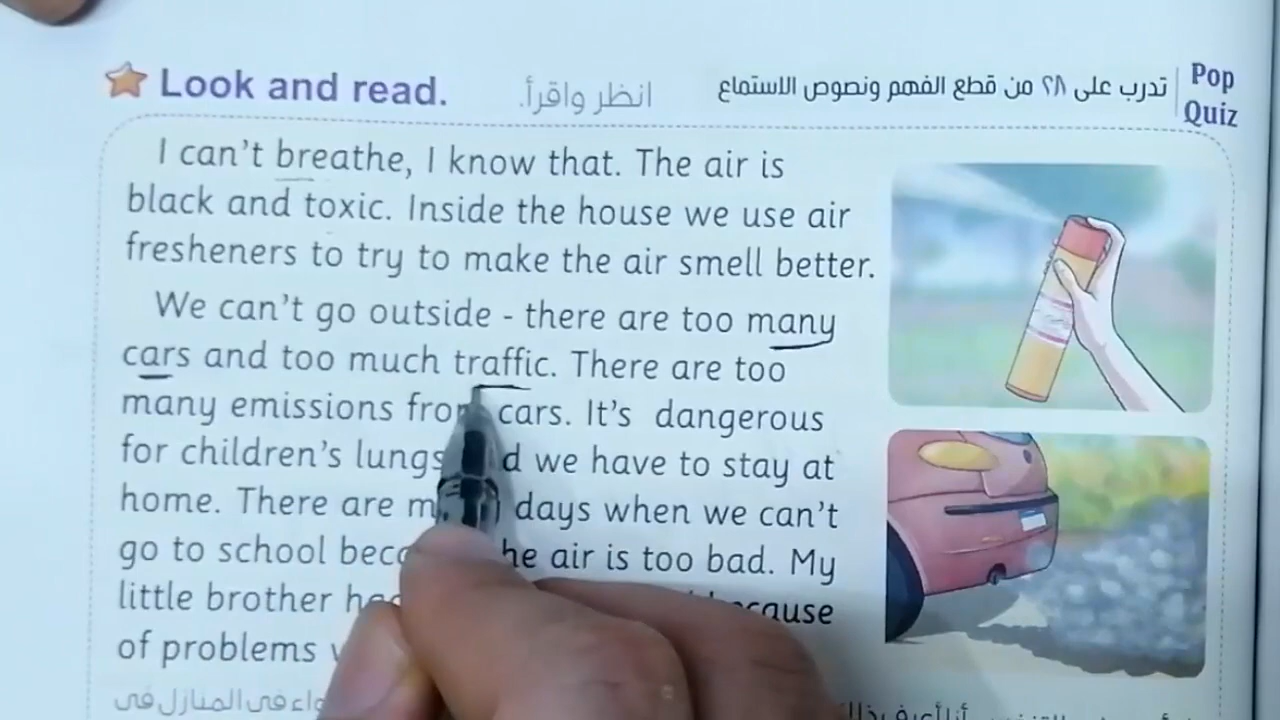 Look and read.
انظر واقرأ.
تدرب على ٢٨ من قطع الفهم ونصوص الاستماع
Pop
Quiz
I can't breathe, I know that. The air is
black and toxic. Inside the house we use air
fresheners to try to make the air smell better.
We can't go outside - there are too many
cars and too much traffic. There are too
many emissions from cars. It's dangerous
for children's lungs we have to stay at
home. There are days when we can't
go to school air is too bad. My
little brother
of problems
المنازل في